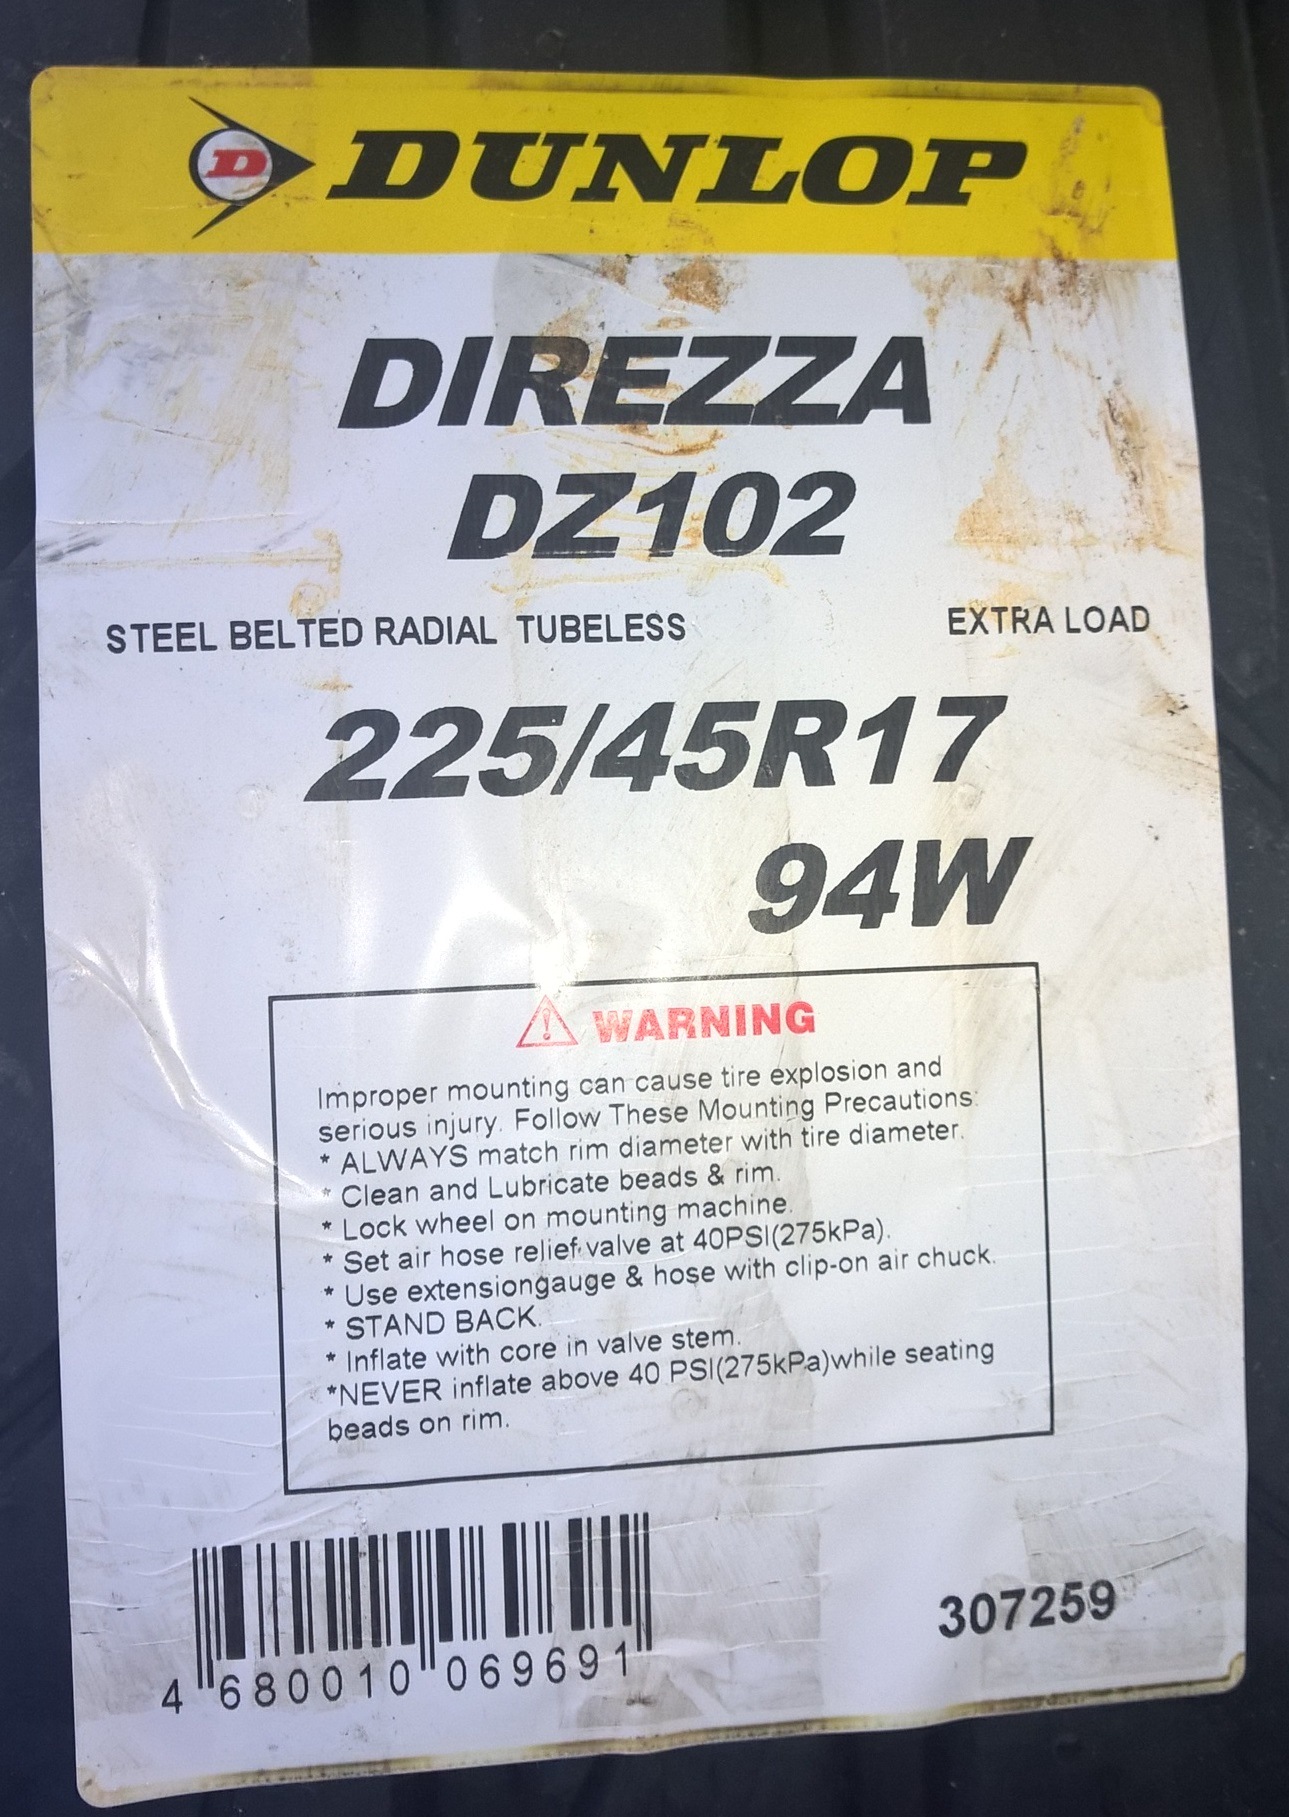 D DUNLOP
DIREZZA
DZ102
STEEL BELTED RADIAL TUBELESS EXTRA LOAD
225/45R17
94W
! WARNING
Improper mounting can cause tire explosion and
serious injury. Follow These Mounting Precautions:
* ALWAYS match rim diameter with tire diameter.
* Clean and Lubricate beads & rim.
* Lock wheel on mounting machine.
* Set air hose relief valve at 40PSI(275kPa).
* Use extensiongauge & hose with clip-on air chuck.
* STAND BACK.
* Inflate with core in valve stem.
*NEVER inflate above 40 PSI(275kPa)while seating
beads on rim.
307259
4 680010 069691